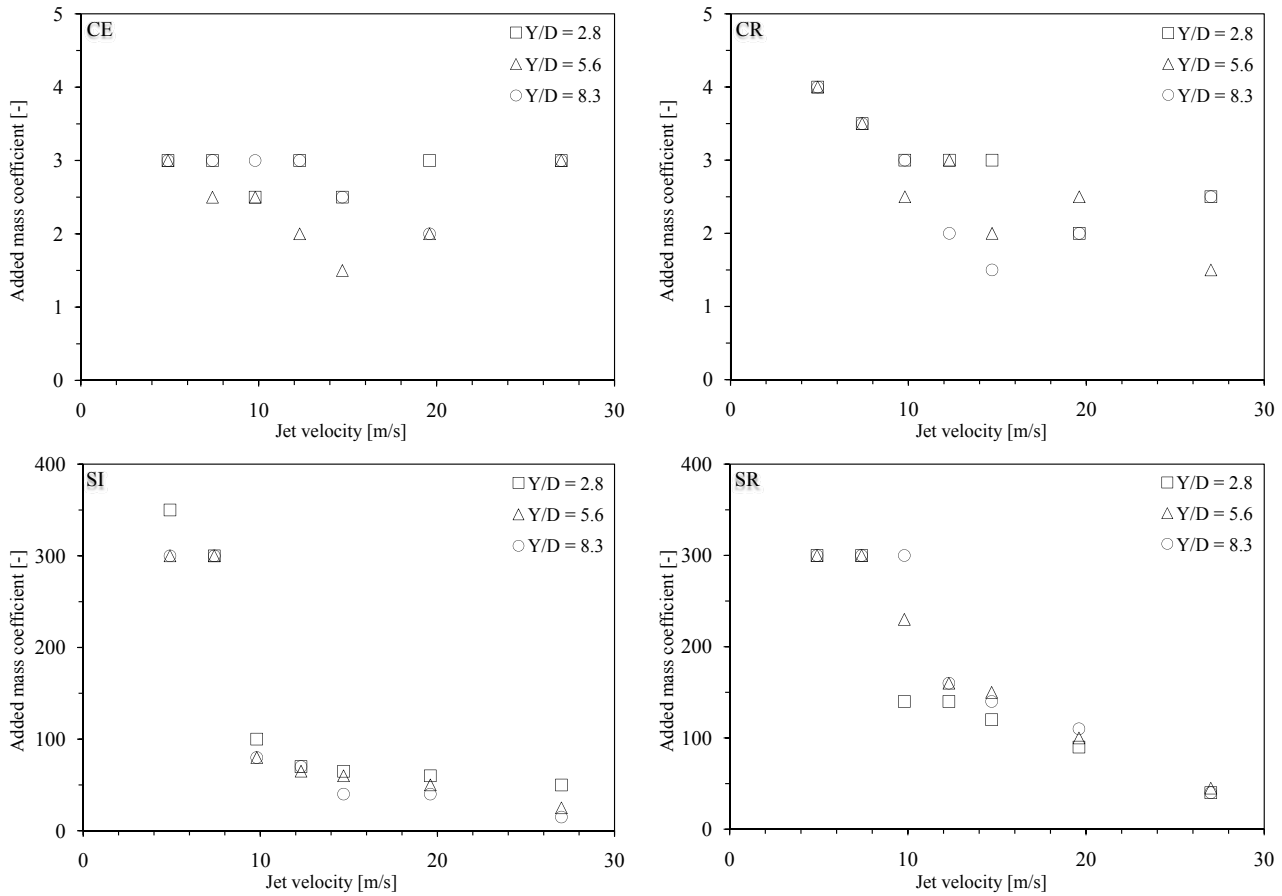 CE
Y/D = 2.8
Y/D = 5.6
Y/D = 8.3
Added mass coefficient [-]
5
4
3
2
1
0
0 10 20 30
Jet velocity [m/s]
CR
Y/D = 2.8
Y/D = 5.6
Y/D = 8.3
Added mass coefficient [-]
5
4
3
2
1
0
0 10 20 30
Jet velocity [m/s]
SI
Y/D = 2.8
Y/D = 5.6
Y/D = 8.3
Added mass coefficient [-]
400
300
200
100
0
0 10 20 30
Jet velocity [m/s]
SR
Y/D = 2.8
Y/D = 5.6
Y/D = 8.3
Added mass coefficient [-]
400
300
200
100
0
0 10 20 30
Jet velocity [m/s]